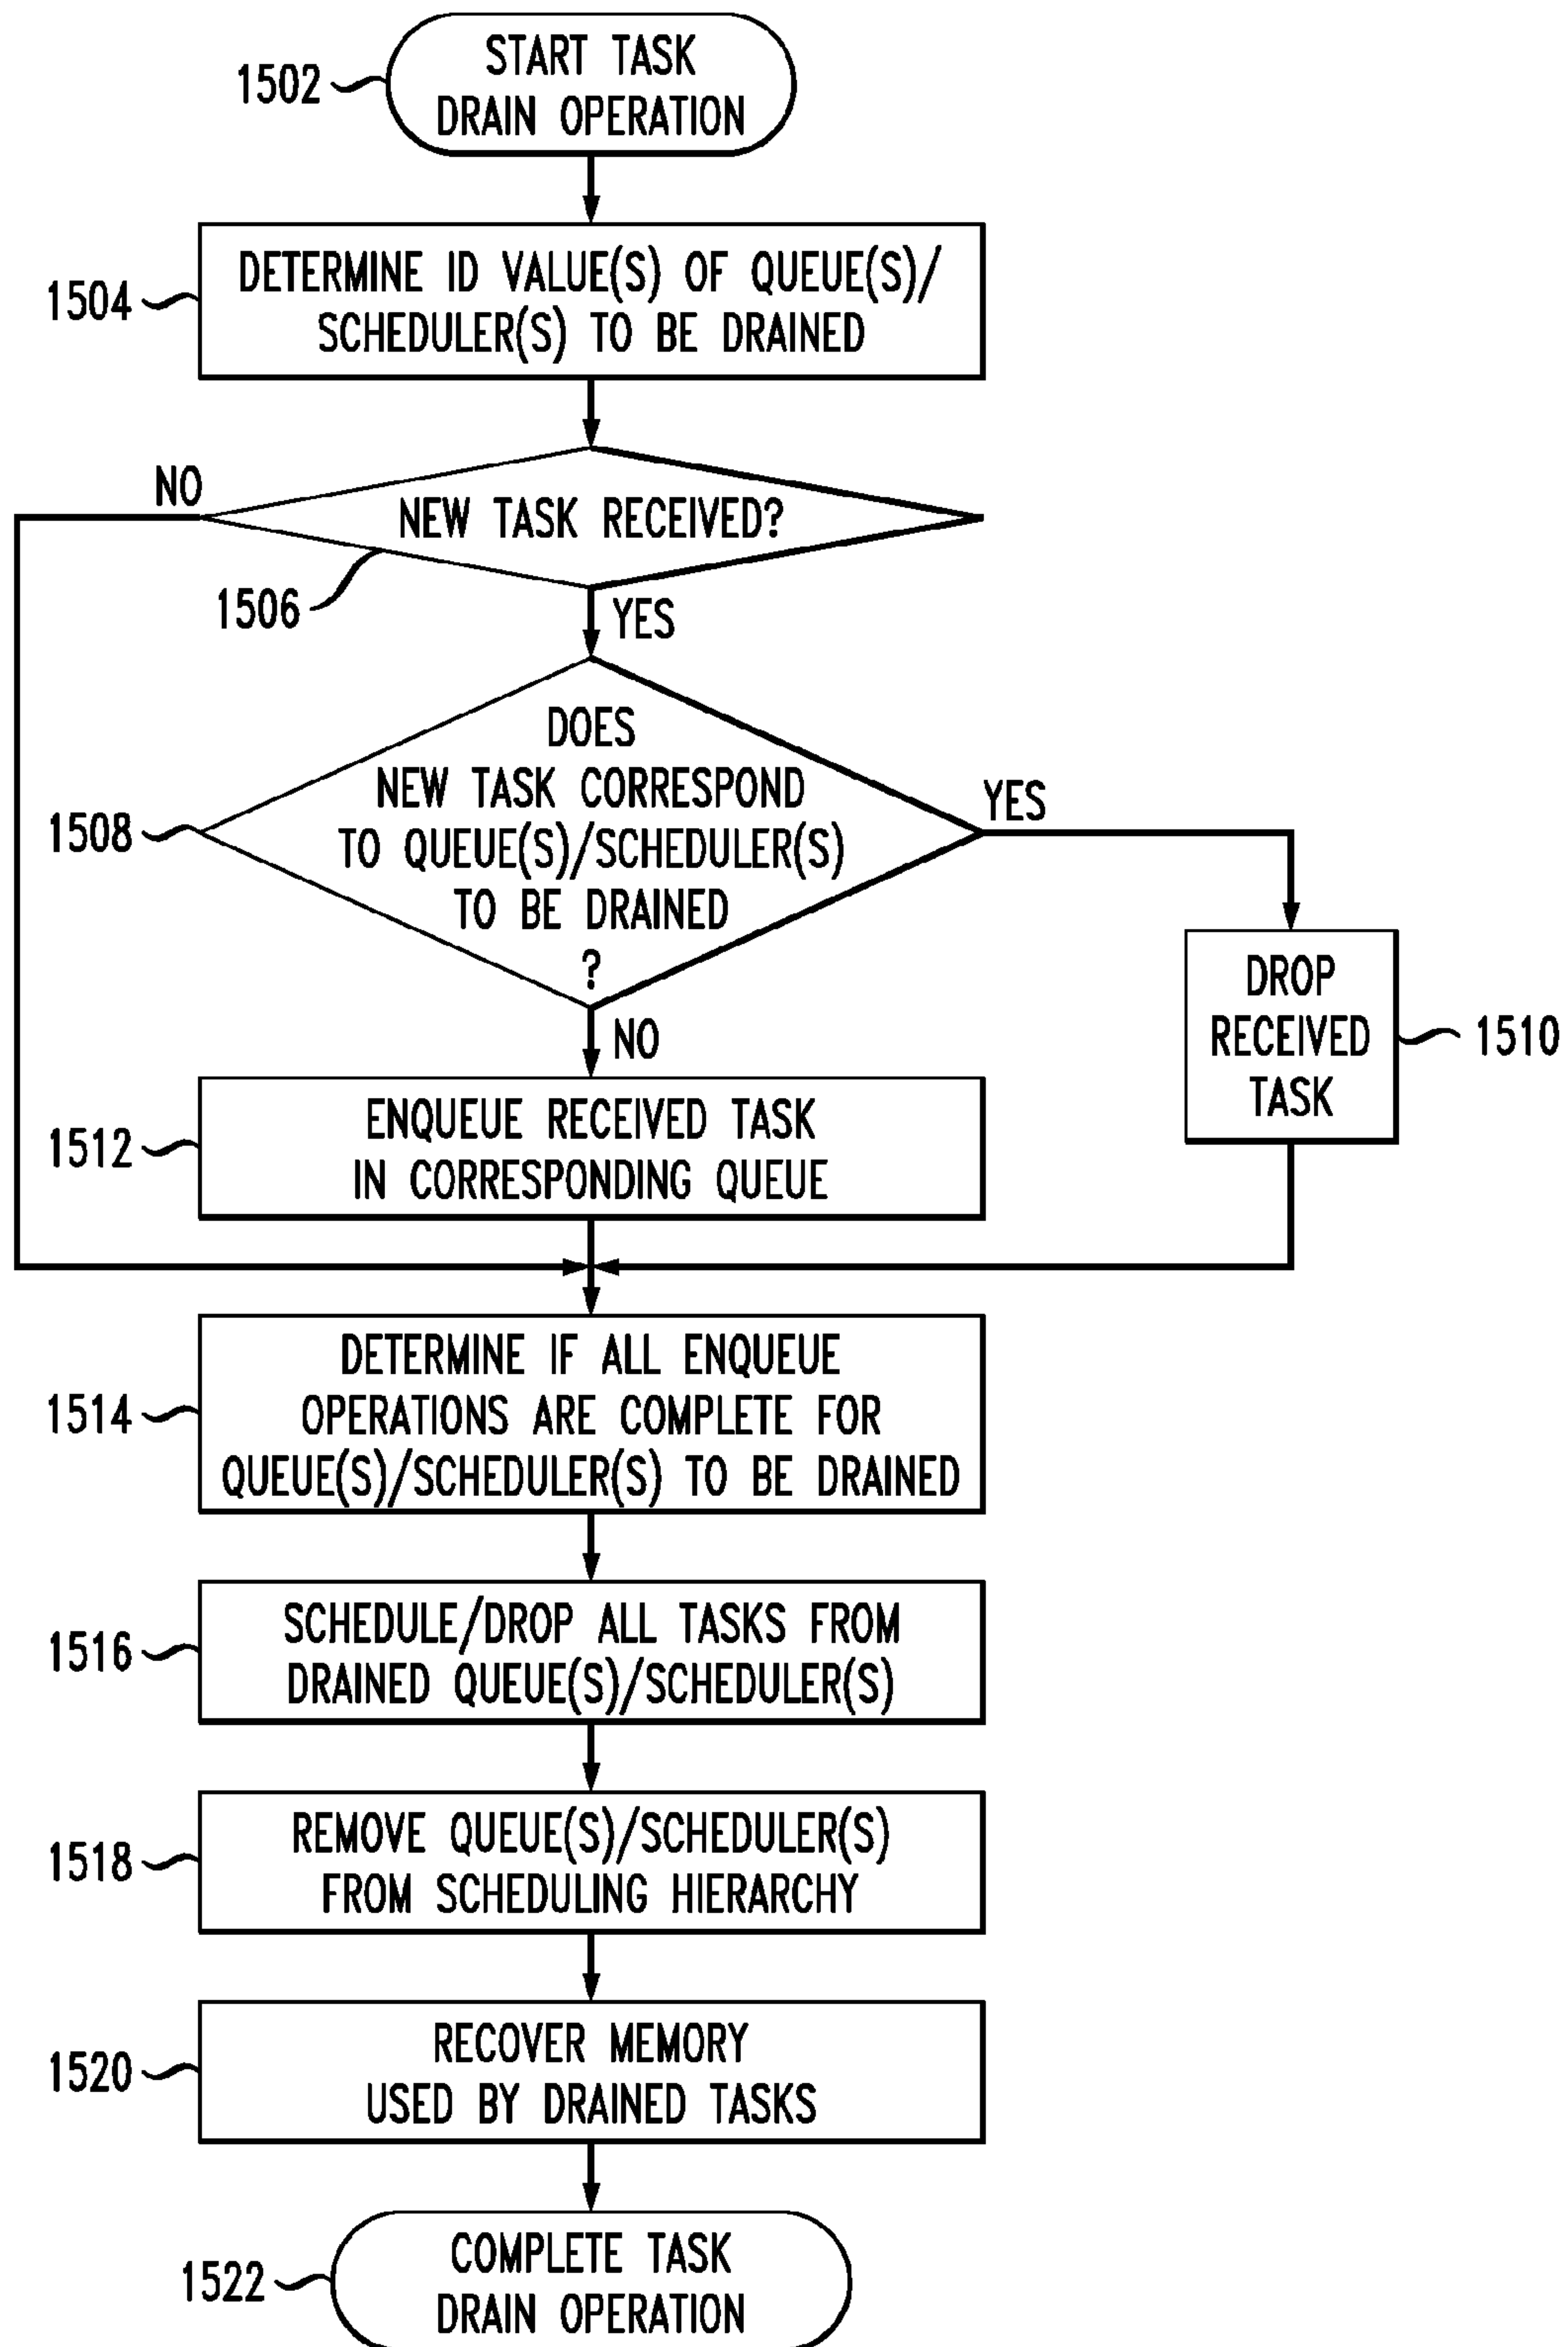 START TASK
DRAIN OPERATION
1502
DETERMINE ID VALUE(S) OF QUEUE(S)/
SCHEDULER(S) TO BE DRAINED
1504
NO
NEW TASK RECEIVED?
1506
YES
DOES
NEW TASK CORRESPOND
TO QUEUE(S)/SCHEDULER(S)
TO BE DRAINED
?
1508
YES
DROP
RECEIVED
TASK
1510
NO
ENQUEUE RECEIVED TASK
IN CORRESPONDING QUEUE
1512
DETERMINE IF ALL ENQUEUE
OPERATIONS ARE COMPLETE FOR
QUEUE(S)/SCHEDULER(S) TO BE DRAINED
1514
SCHEDULE/DROP ALL TASKS FROM
DRAINED QUEUE(S)/SCHEDULER(S)
1516
REMOVE QUEUE(S)/SCHEDULER(S)
FROM SCHEDULING HIERARCHY
1518
RECOVER MEMORY
USED BY DRAINED TASKS
1520
COMPLETE TASK
DRAIN OPERATION
1522